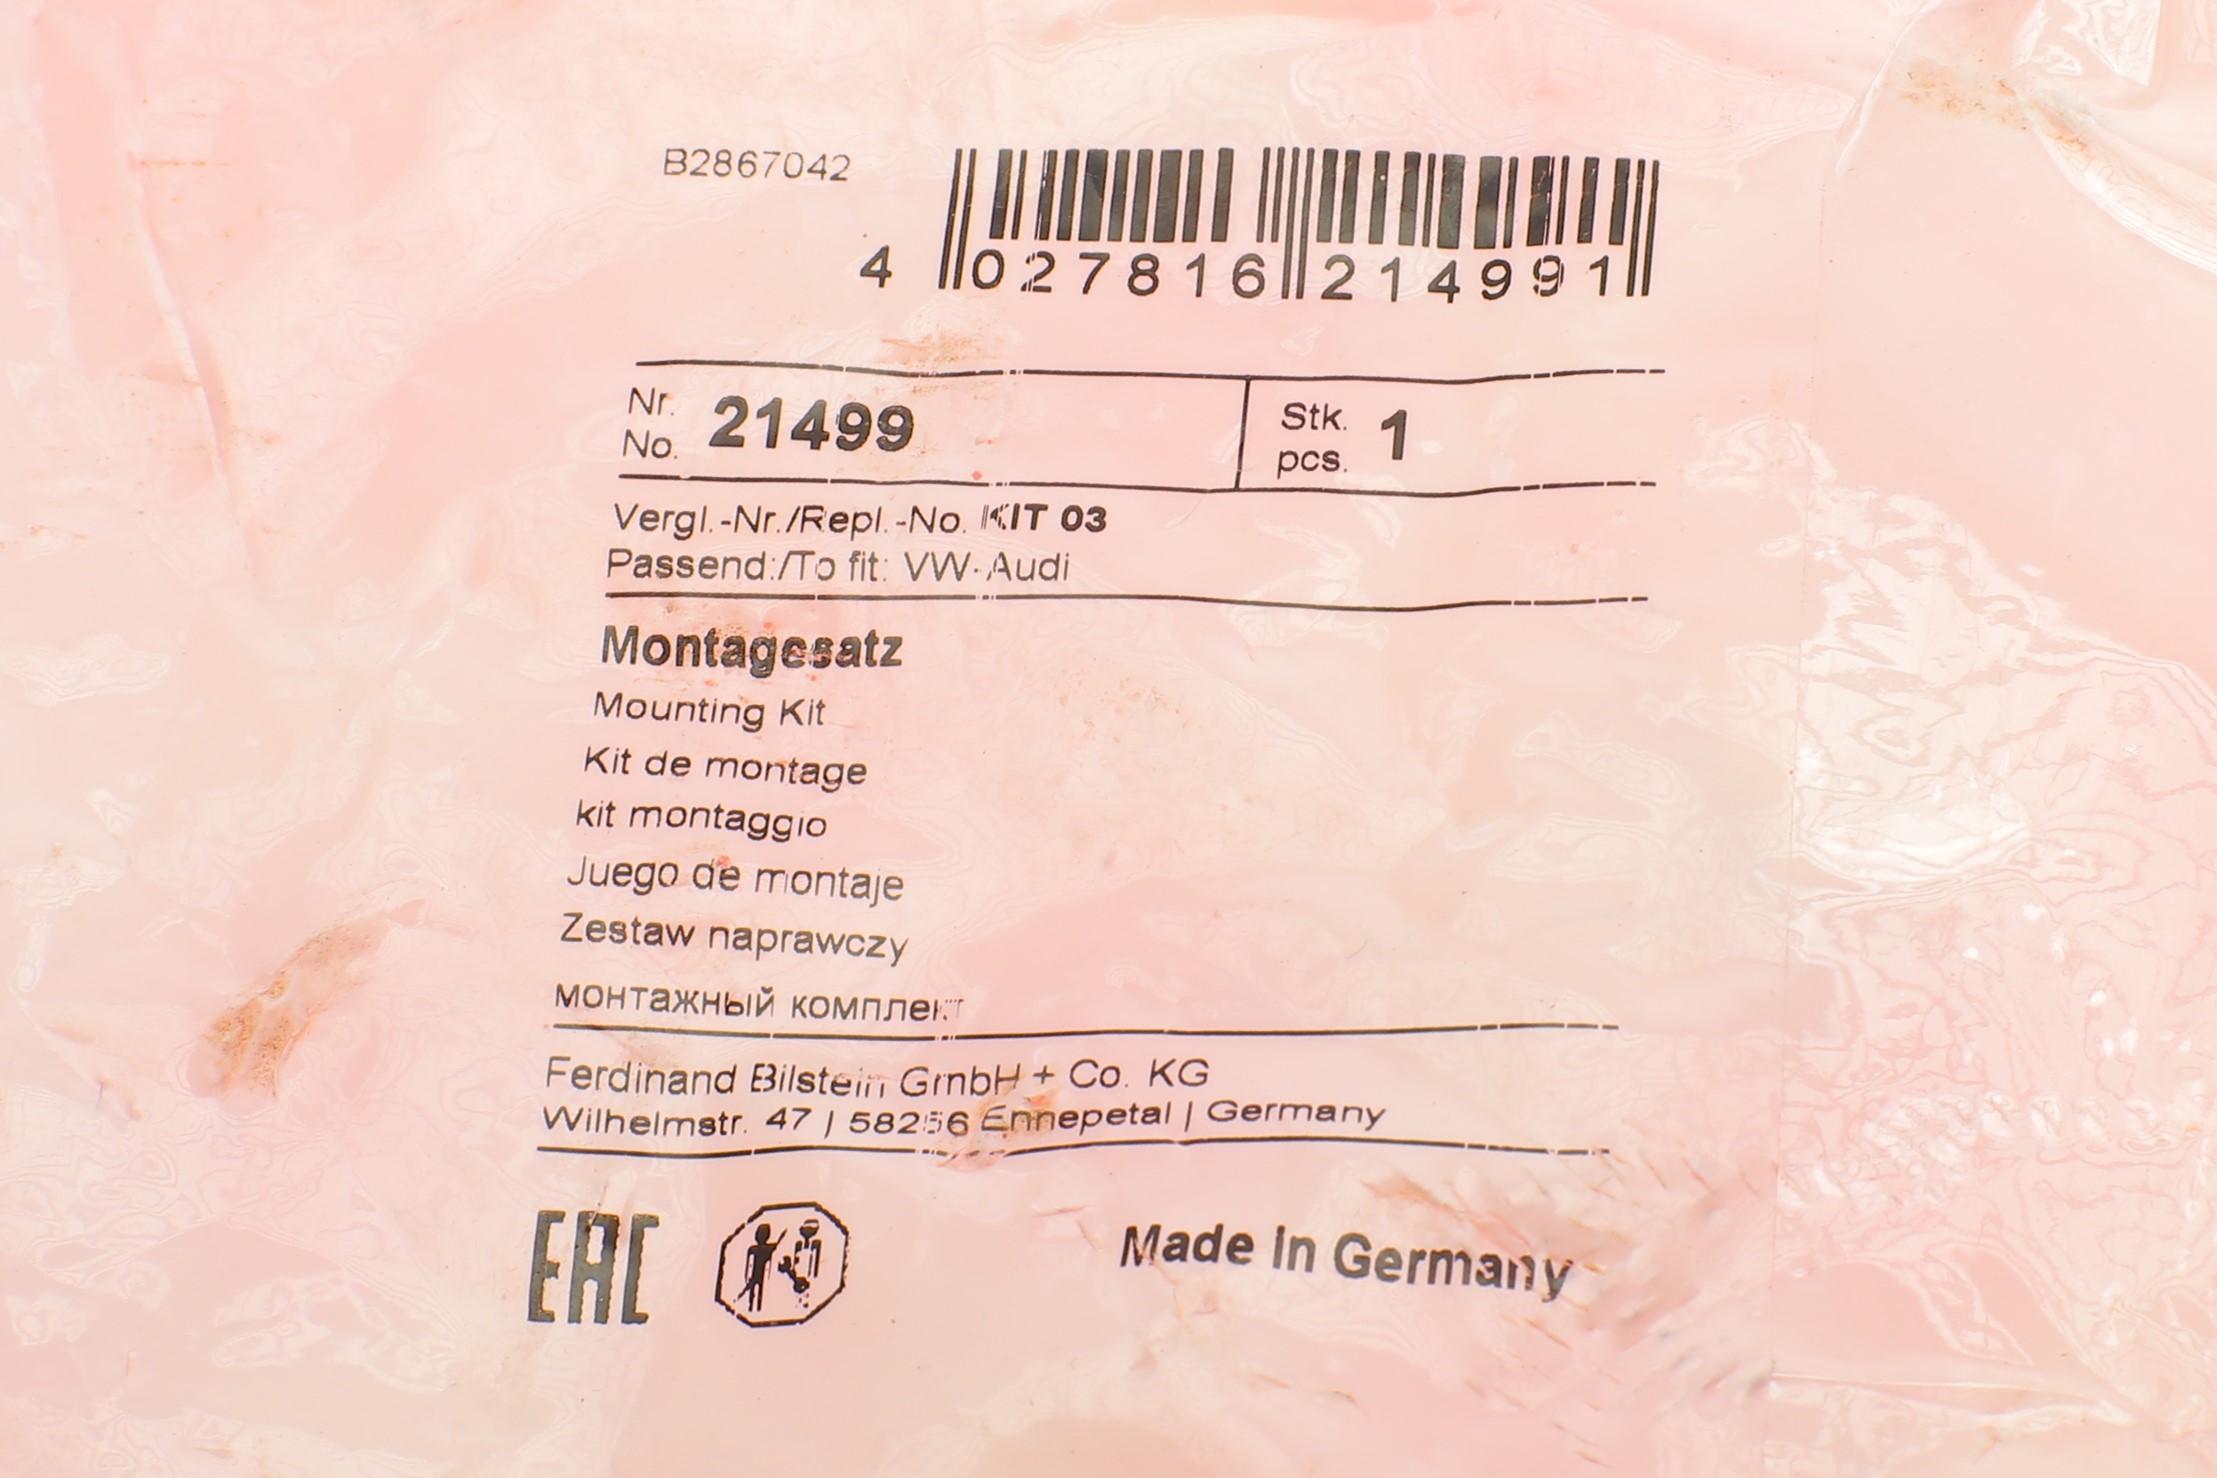 B2867042
4 027816 214991
Nr.
No. 21499
Stk.
pcs. 1
Vergl.-Nr./Repl.-No. KIT 03
Passend:/To fit: VW-Audi
Montagesatz
Mounting Kit
Kit de montage
kit montaggio
Juego de montaje
Zestaw naprawczy
монтажный комплект
Ferdinand Bilstein GmbH + Co. KG
Wilhelmstr. 47 | 58256 Ennepetal | Germany
EAC
Made in Germany